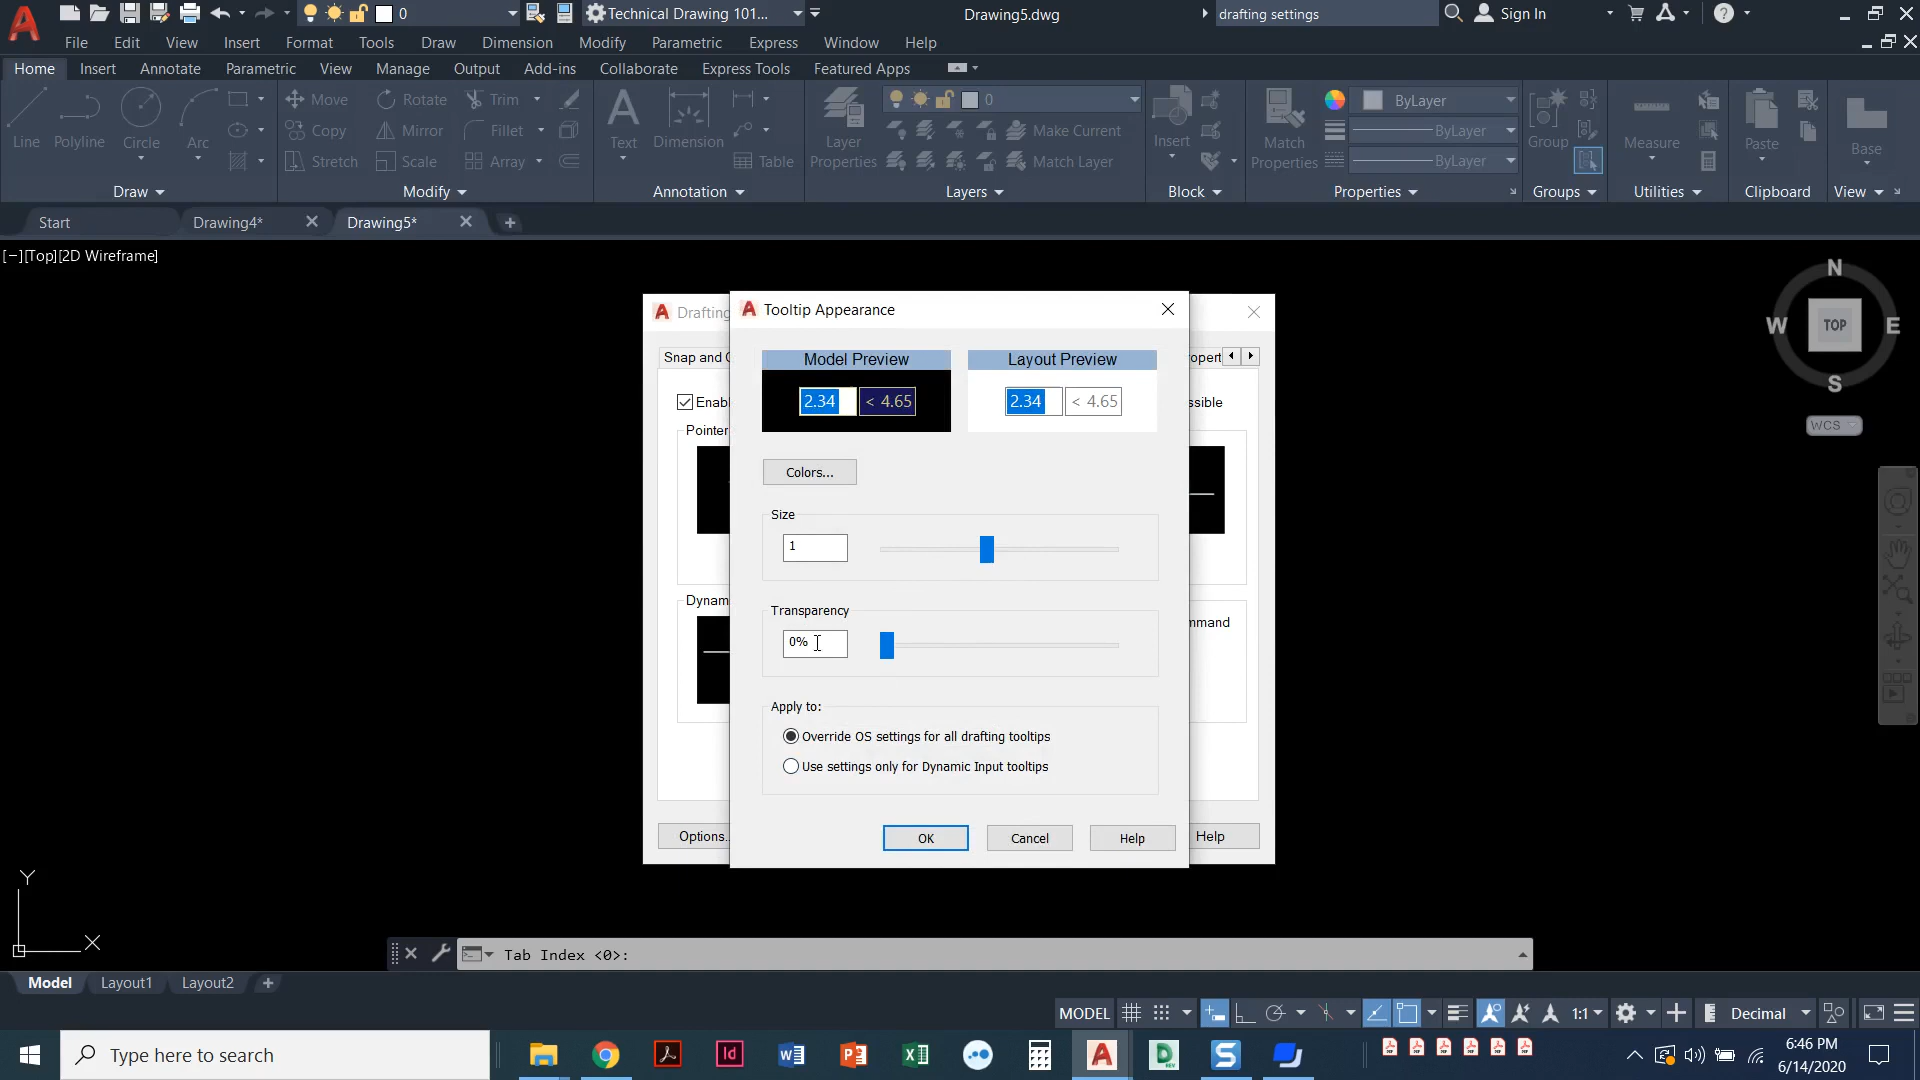 0
Technical Drawing 101...
Drawing5.dwg
drafting settings
Sign In
File Edit View Insert Format Tools Draw Dimension Modify Parametric Express Window Help
Home Insert Annotate Parametric View Manage Output Add-ins Collaborate Express Tools Featured Apps
Line
Polyline
Circle
Arc
Draw
Move
Rotate
Trim
Copy
Mirror
Fillet
Stretch
Scale
Array
Modify
Text
Dimension
Table
Annotation
Layer
Properties
0
Make Current
Match Layer
Layers
Insert
Block
Match
Properties
ByLayer
ByLayer
ByLayer
Properties
Group
Groups
Measure
Utilities
Paste
Clipboard
Base
View
Start
Drawing4*
Drawing5*
[−][Top][2D Wireframe]
N
W
TOP
E
S
WCS
Drafting
Snap and
Pointer
Options..
Help
Tooltip Appearance
Model Preview
Layout Preview
2.34
< 4.65
2.34
< 4.65
Colors...
Size
1
Transparency
0%
Apply to:
Override OS settings for all drafting tooltips
Use settings only for Dynamic Input tooltips
OK
Cancel
Help
Y
X
Tab Index <0>:
Model
Layout1
Layout2
MODEL
1:1
Decimal
Type here to search
6:46 PM
6/14/2020